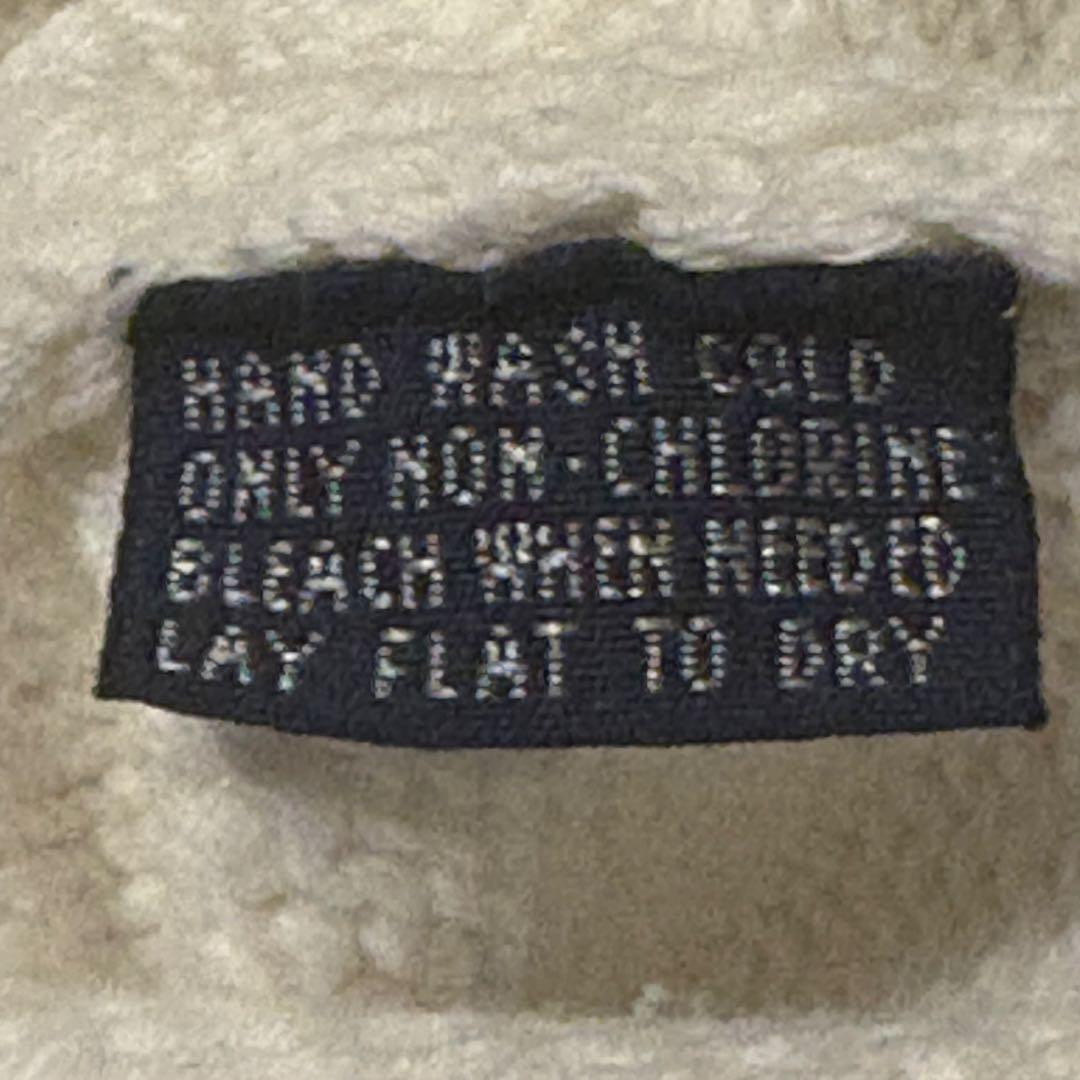 HAND WASH COLD
ONLY NON-CHLORINE
BLEACH WHEN NEEDED
LAY FLAT TO DRY